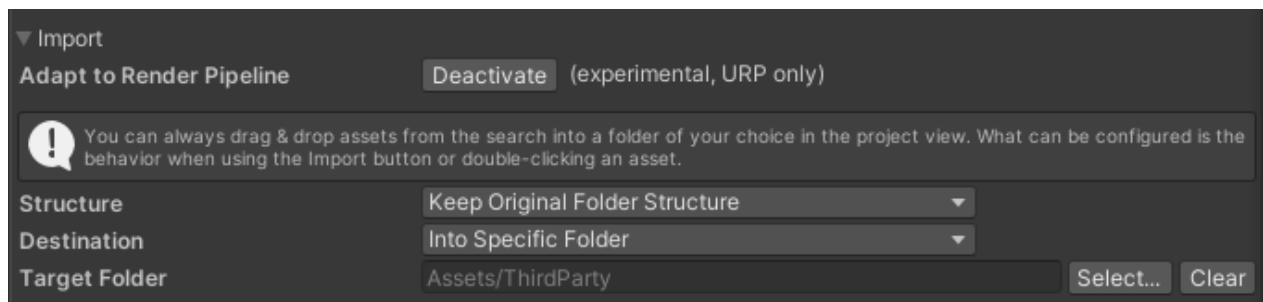 Import
Adapt to Render Pipeline Deactivate (experimental, URP only)
You can always drag & drop assets from the search into a folder of your choice in the project view. What can be configured is the
behavior when using the Import button or double-clicking an asset.
Structure Keep Original Folder Structure
Destination Into Specific Folder
Target Folder Assets/ThirdParty Select... Clear